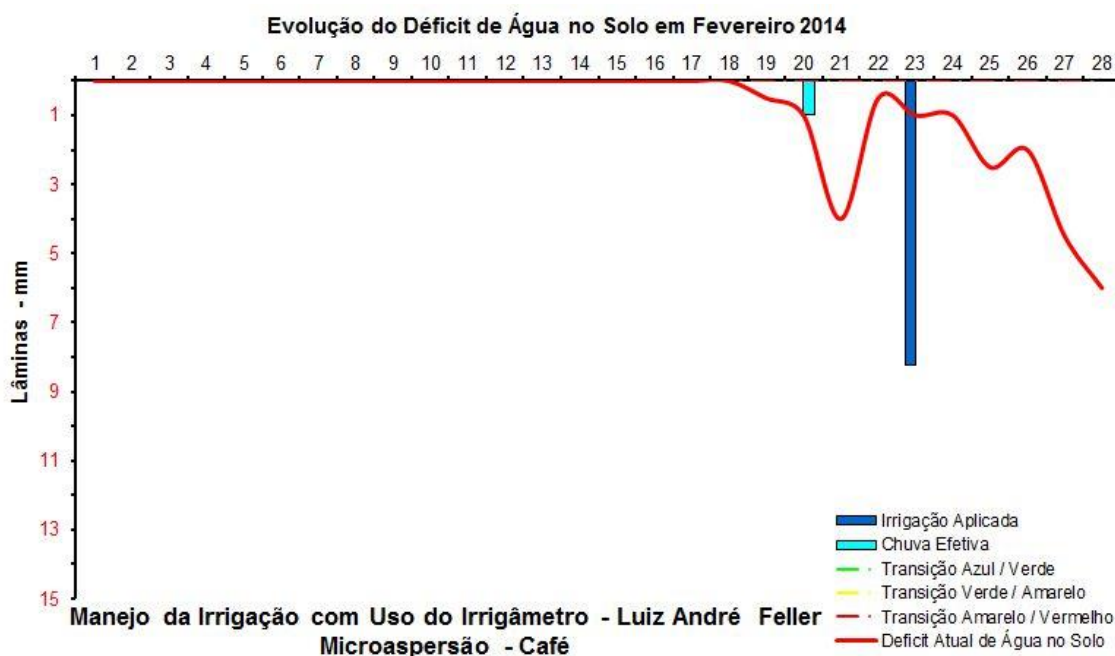 Evolução do Déficit de Água no Solo em Fevereiro 2014
1 2 3 4 5 6 7 8 9 10 11 12 13 14 15 16 17 18 19 20 21 22 23 24 25 26 27 28
1
3
5
7
9
11
13
15
Lâminas - mm
Irrigação Aplicada
Chuva Efetiva
Transição Azul / Verde
Transição Verde / Amarelo
Transição Amarelo / Vermelho
Deficit Atual de Água no Solo
Manejo da Irrigação com Uso do Irrigâmetro - Luiz André Feller
Microaspersão - Café